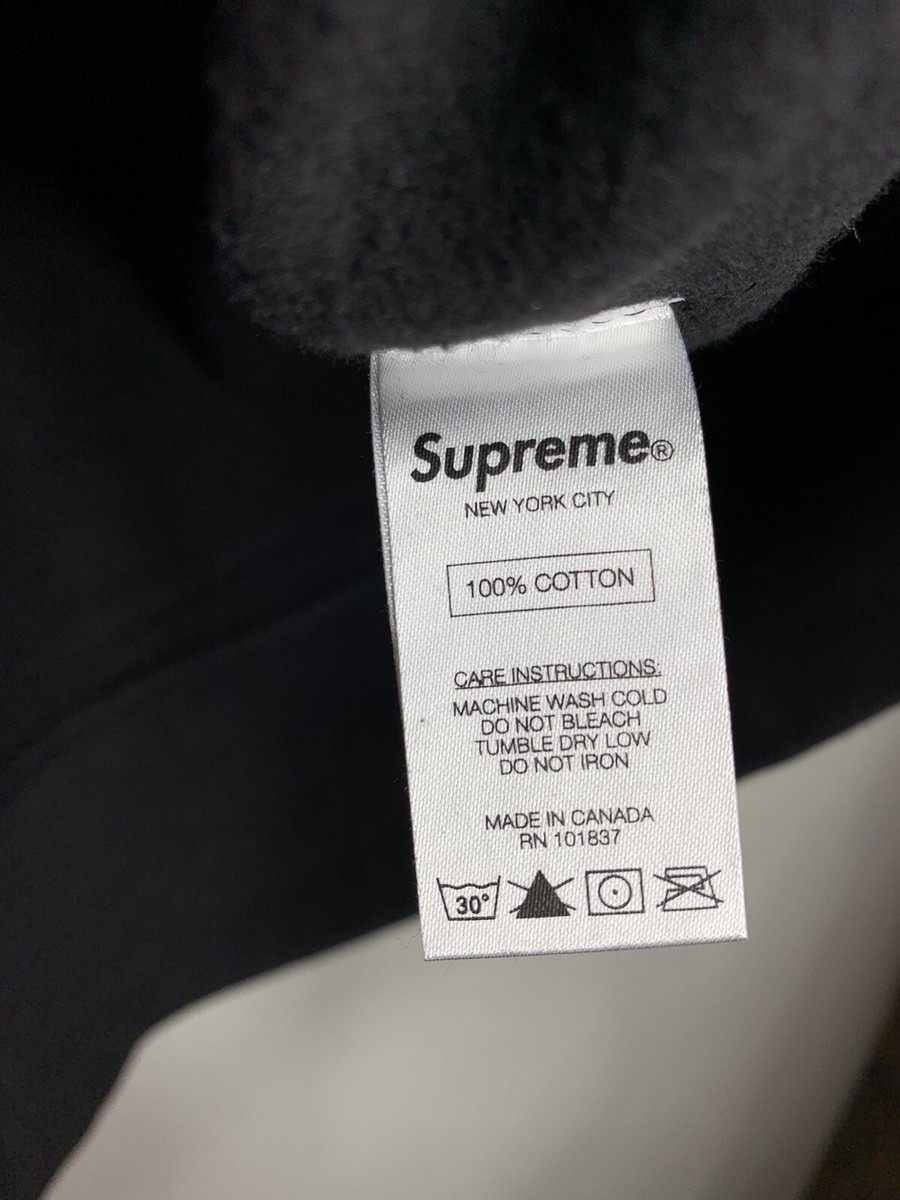 Supreme®
NEW YORK CITY
100% COTTON
CARE INSTRUCTIONS:
MACHINE WASH COLD
DO NOT BLEACH
TUMBLE DRY LOW
DO NOT IRON
MADE IN CANADA
RN 101837
30°